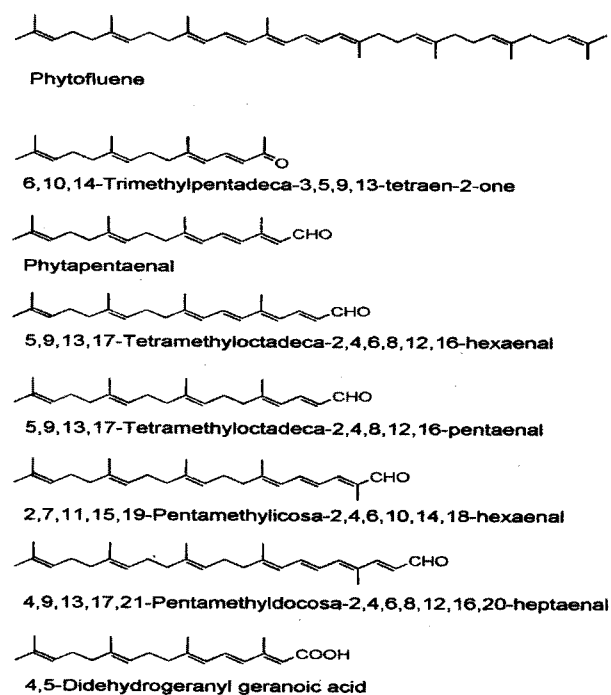 Phytofluene
O
6,10,14-Trimethylpentadeca-3,5,9,13-tetraen-2-one
CHO
Phytapentaenal
CHO
5,9,13,17-Tetramethyloctadeca-2,4,6,8,12,16-hexaenal
CHO
5,9,13,17-Tetramethyloctadeca-2,4,8,12,16-pentaenal
CHO
2,7,11,15,19-Pentamethylicosa-2,4,6,10,14,18-hexaenal
CHO
4,9,13,17,21-Pentamethyldocosa-2,4,6,8,12,16,20-heptaenal
COOH
4,5-Didehydrogeranyl geranoic acid